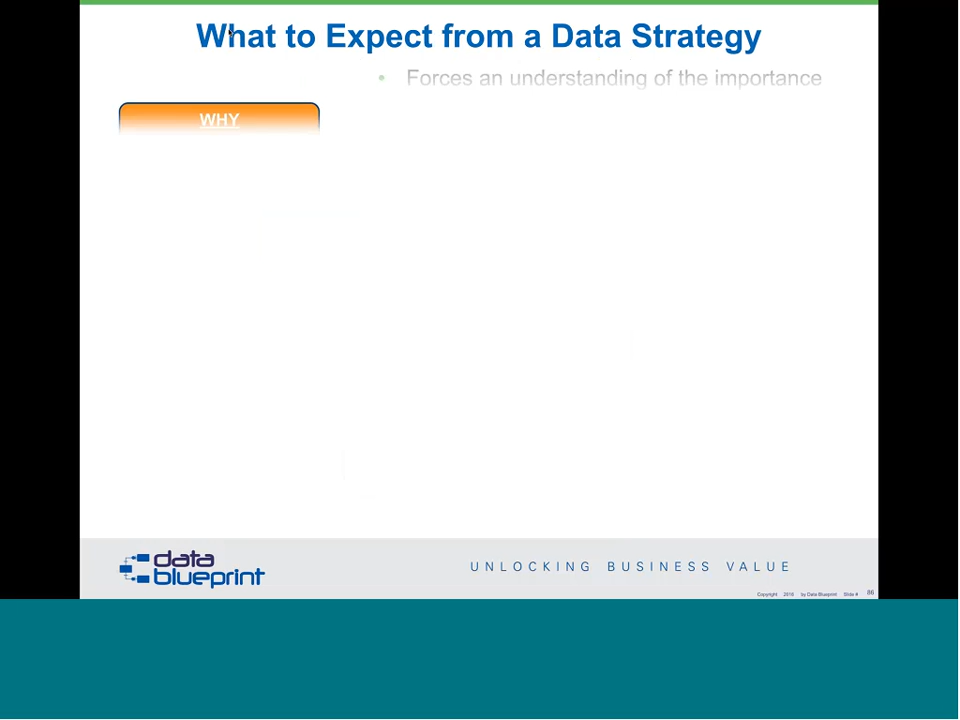 What to Expect from a Data Strategy
• Forces an understanding of the importance
WHY
data
blueprint
UNLOCKING BUSINESS VALUE
Copyright 2016 by Data Blueprint Slide # 86